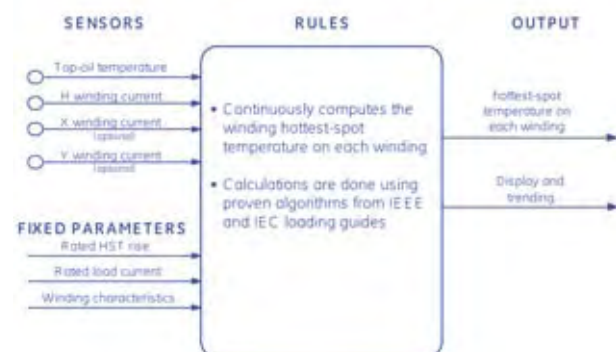 SENSORS
RULES
OUTPUT
Top-oil temperature
H winding current
X winding current
(optional)
Y winding current
(optional)
FIXED PARAMETERS
Rated HST rise
Rated load current
Winding characteristics
• Continuously computes the
winding hottest-spot
temperature on each winding
• Calculations are done using
proven algorithms from IEEE
and IEC loading guides
hottest-spot
temperature on
each winding
Display and
trending